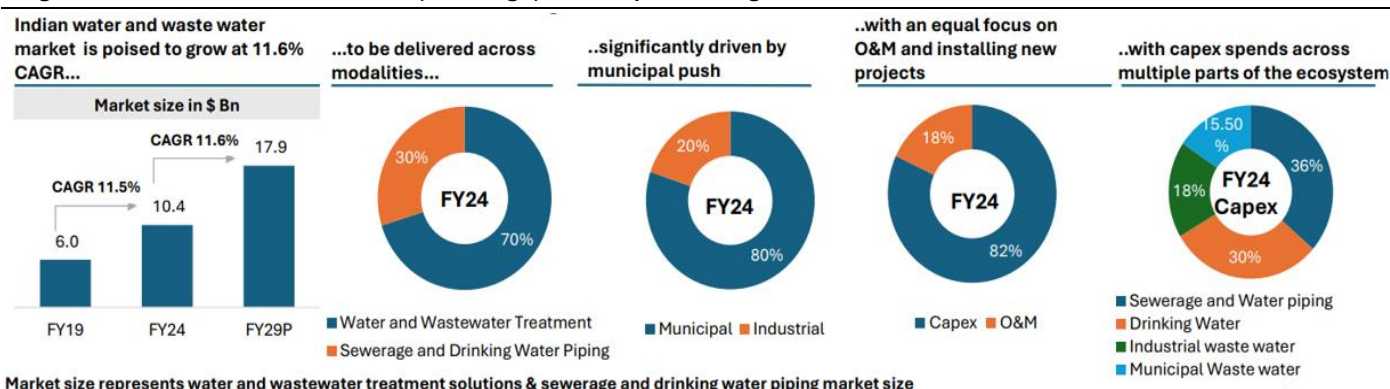 Indian water and waste water
market is poised to grow at 11.6%
CAGR...
Market size in $ Bn
CAGR 11.6%
17.9
CAGR 11.5%
10.4
6.0
FY19
FY24
FY29P
...to be delivered across
modalities...
30%
FY24
70%
Water and Wastewater Treatment
Sewerage and Drinking Water Piping
..significantly driven by
municipal push
20%
FY24
80%
Municipal
Industrial
..with an equal focus on
O&M and installing new
projects
18%
FY24
82%
Capex
O&M
..with capex spends across
multiple parts of the ecosystem
15.50
%
36%
18%
FY24
Capex
30%
Sewerage and Water piping
Drinking Water
Industrial waste water
Municipal Waste water
Market size represents water and wastewater treatment solutions & sewerage and drinking water piping market size